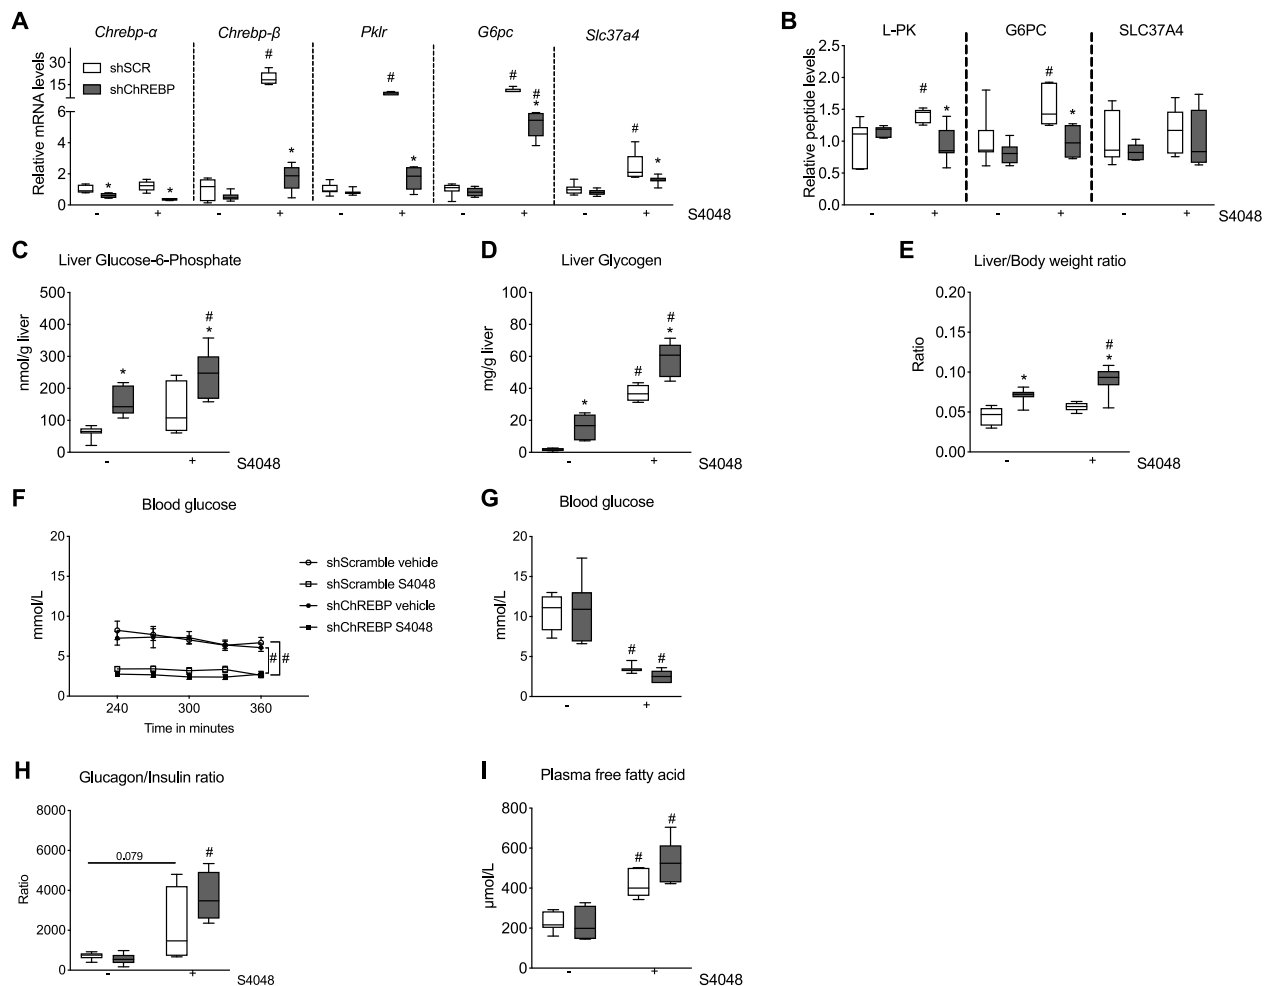 A
Chrebp-α
Chrebp-β
Pklr
G6pc
Slc37a4
shSCR
shChREBP
Relative mRNA levels
30
15
6
4
2
0
#
#
#
#
*
#
*
*
*
*
*
-
+
-
+
-
+
-
+
-
+
S4048
B
L-PK
G6PC
SLC37A4
Relative peptide levels
2.5
2.0
1.5
1.0
0.5
0.0
#
*
#
*
-
+
-
+
-
+
S4048
C
Liver Glucose-6-Phosphate
nmol/g liver
500
400
300
200
100
0
*
#
*
-
+
S4048
D
Liver Glycogen
mg/g liver
100
80
60
40
20
0
*
#
#
*
-
+
S4048
E
Liver/Body weight ratio
Ratio
0.20
0.15
0.10
0.05
0.00
*
#
*
-
+
S4048
F
Blood glucose
mmol/L
20
15
10
5
0
240
300
360
Time in minutes
# #
shScramble vehicle
shScramble S4048
shChREBP vehicle
shChREBP S4048
G
Blood glucose
mmol/L
20
15
10
5
0
#
#
-
+
H
Glucagon/Insulin ratio
Ratio
8000
6000
4000
2000
0
0.079
#
-
+
S4048
I
Plasma free fatty acid
μmol/L
800
600
400
200
0
#
#
-
+
S4048